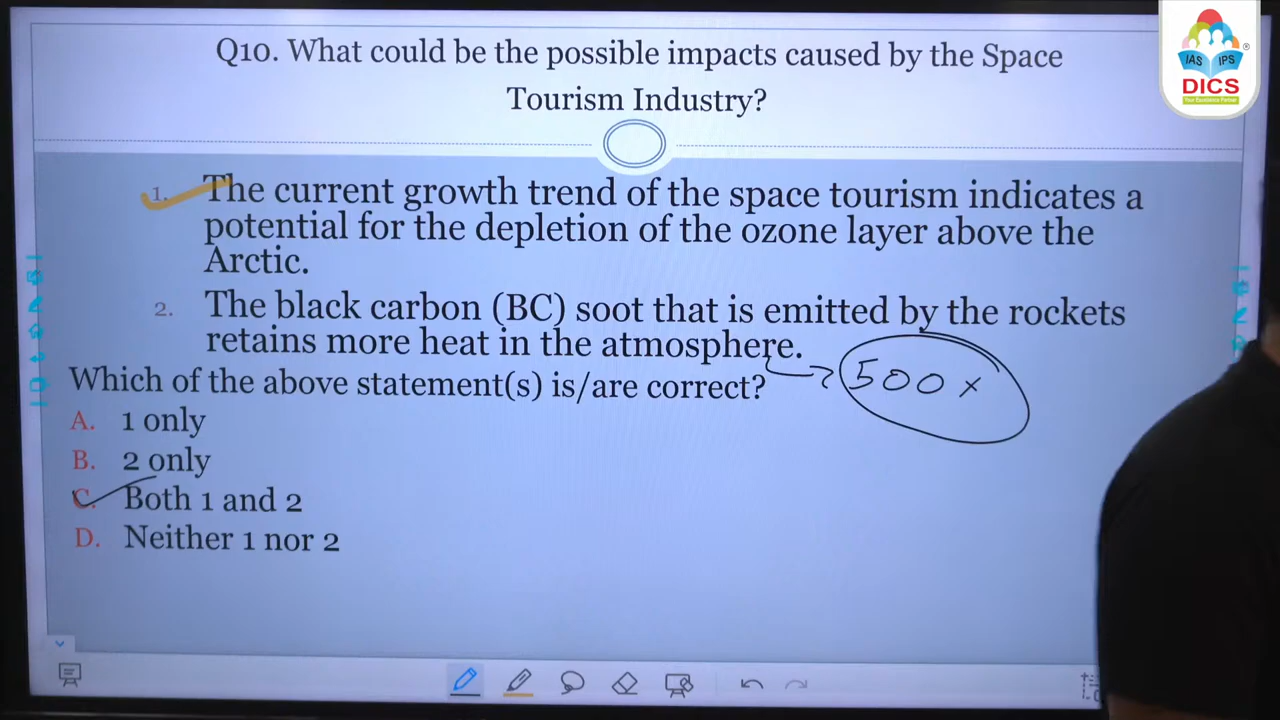 Q10. What could be the possible impacts caused by the Space
Tourism Industry?
IAS IPS
DICS
Your Excellence Partner
1. The current growth trend of the space tourism indicates a
potential for the depletion of the ozone layer above the
Arctic.
2. The black carbon (BC) soot that is emitted by the rockets
retains more heat in the atmosphere.
500 x
Which of the above statement(s) is/are correct?
A. 1 only
B. 2 only
C. Both 1 and 2
D. Neither 1 nor 2